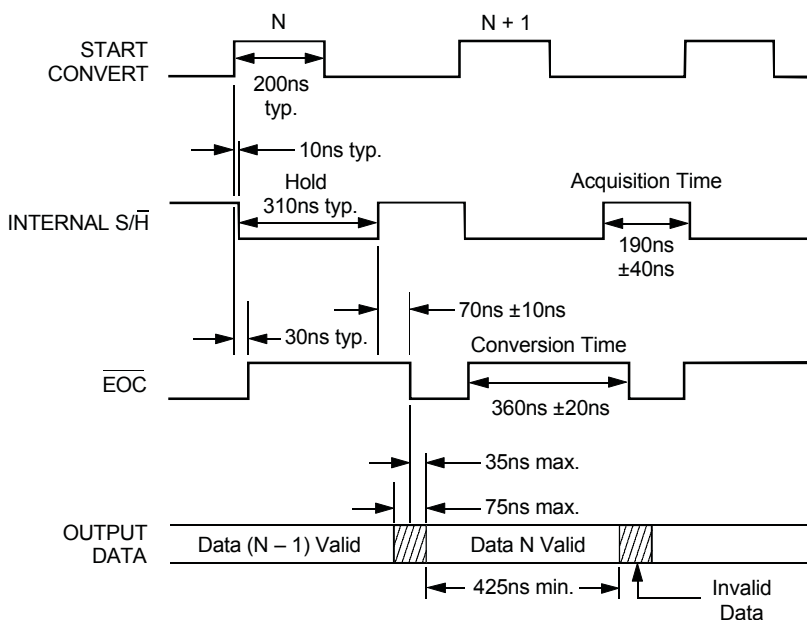 N
N + 1
START
CONVERT
200ns
typ.
10ns typ.
Hold
310ns typ.
Acquisition Time
INTERNAL S/H̅
190ns
±40ns
70ns ±10ns
30ns typ.
Conversion Time
E̅O̅C̅
360ns ±20ns
35ns max.
75ns max.
OUTPUT
DATA
Data (N – 1) Valid
Data N Valid
425ns min.
Invalid
Data